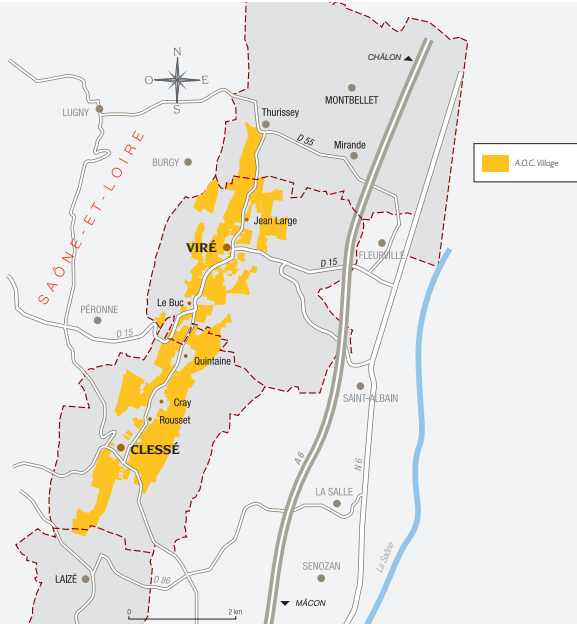 CHÂLON
N
O E
S
MONTBELLET
LUGNY
Thurissey
D 55
Mirande
SAÔNE-ET-LOIRE
BURGY
A.O.C. Village
Jean Large
VIRÉ
FLEURVILLE
D 15
Le Buc
PÉRONNE
D 15
Quintaine
SAINT-ALBAIN
Cray
Rousset
CLESSÉ
A 6
N 6
LA SALLE
La Saône
SENOZAN
LAIZÉ
D 86
MÂCON
0 2 km